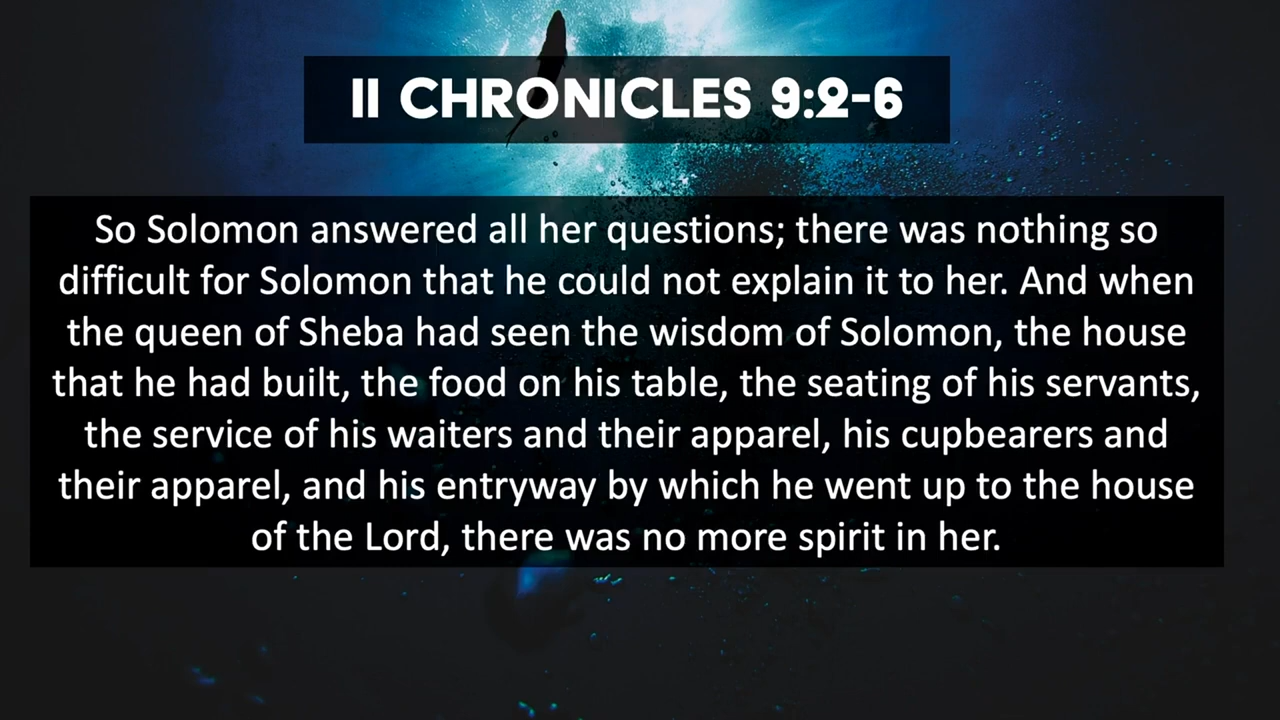 II CHRONICLES 9:2-6
So Solomon answered all her questions; there was nothing so
difficult for Solomon that he could not explain it to her. And when
the queen of Sheba had seen the wisdom of Solomon, the house
that he had built, the food on his table, the seating of his servants,
the service of his waiters and their apparel, his cupbearers and
their apparel, and his entryway by which he went up to the house
of the Lord, there was no more spirit in her.